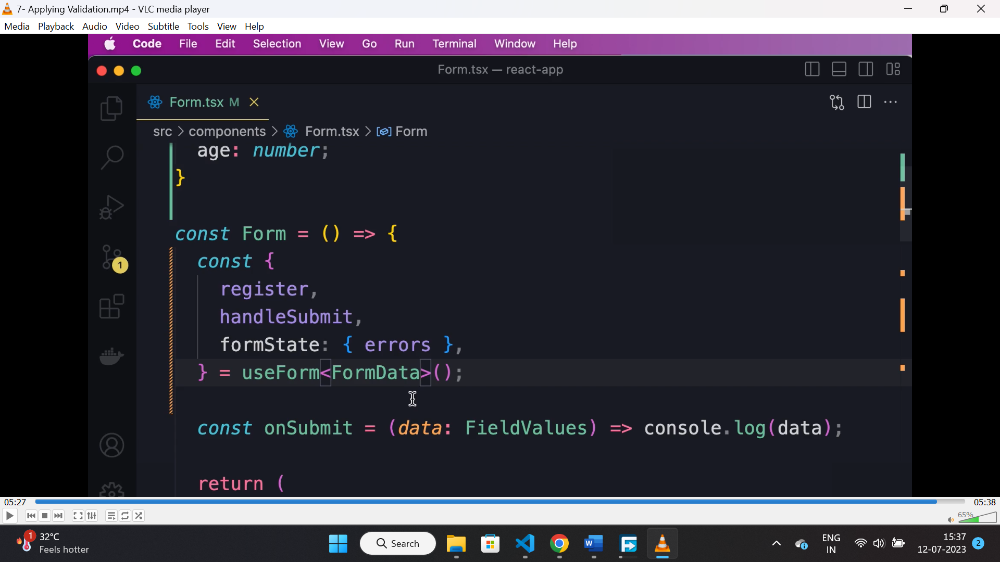 7- Applying Validation.mp4 - VLC media player
Media Playback Audio Video Subtitle Tools View Help
Code File Edit Selection View Go Run Terminal Window Help
Form.tsx — react-app
Form.tsx M
src > components > Form.tsx > Form
age: number;
}
const Form = () => {
const {
register,
handleSubmit,
formState: { errors },
} = useForm<FormData>();
const onSubmit = (data: FieldValues) => console.log(data);
return (
1
05:27
05:38
65%
1
32°C
Feels hotter
Search
W
ENG
IN
15:37
12-07-2023
2